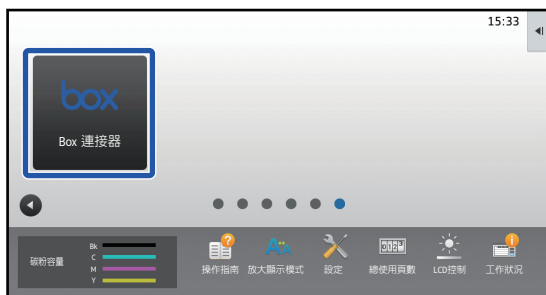 15:33
box
Box 連接器
碳粉容量
Bk
C
M
Y
操作指南
放大顯示模式
設定
總使用頁數
LCD控制
工作狀況